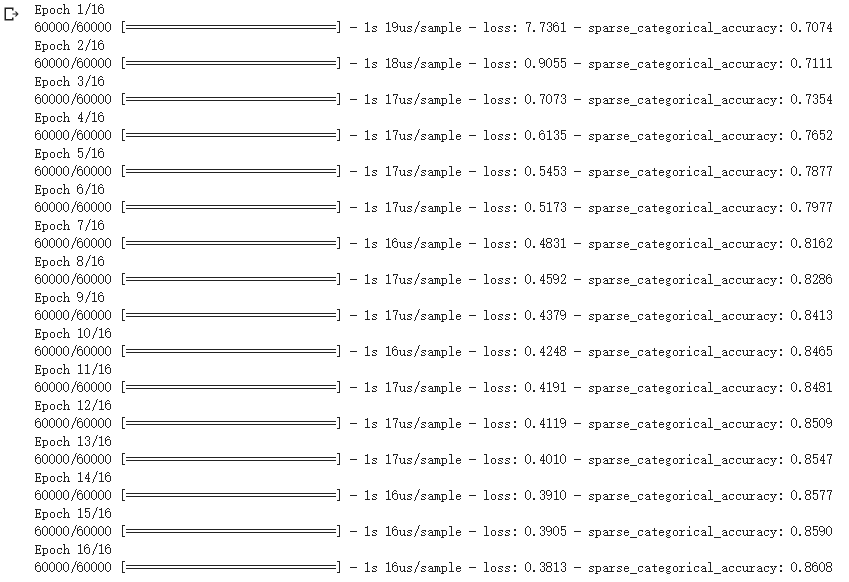 Epoch 1/16
60000/60000 [==============================] - 1s 19us/sample - loss: 7.7361 - sparse_categorical_accuracy: 0.7074
Epoch 2/16
60000/60000 [==============================] - 1s 18us/sample - loss: 0.9055 - sparse_categorical_accuracy: 0.7111
Epoch 3/16
60000/60000 [==============================] - 1s 17us/sample - loss: 0.7073 - sparse_categorical_accuracy: 0.7354
Epoch 4/16
60000/60000 [==============================] - 1s 17us/sample - loss: 0.6135 - sparse_categorical_accuracy: 0.7652
Epoch 5/16
60000/60000 [==============================] - 1s 17us/sample - loss: 0.5453 - sparse_categorical_accuracy: 0.7877
Epoch 6/16
60000/60000 [==============================] - 1s 17us/sample - loss: 0.5173 - sparse_categorical_accuracy: 0.7977
Epoch 7/16
60000/60000 [==============================] - 1s 16us/sample - loss: 0.4831 - sparse_categorical_accuracy: 0.8162
Epoch 8/16
60000/60000 [==============================] - 1s 17us/sample - loss: 0.4592 - sparse_categorical_accuracy: 0.8286
Epoch 9/16
60000/60000 [==============================] - 1s 17us/sample - loss: 0.4379 - sparse_categorical_accuracy: 0.8413
Epoch 10/16
60000/60000 [==============================] - 1s 16us/sample - loss: 0.4248 - sparse_categorical_accuracy: 0.8465
Epoch 11/16
60000/60000 [==============================] - 1s 17us/sample - loss: 0.4191 - sparse_categorical_accuracy: 0.8481
Epoch 12/16
60000/60000 [==============================] - 1s 17us/sample - loss: 0.4119 - sparse_categorical_accuracy: 0.8509
Epoch 13/16
60000/60000 [==============================] - 1s 17us/sample - loss: 0.4010 - sparse_categorical_accuracy: 0.8547
Epoch 14/16
60000/60000 [==============================] - 1s 16us/sample - loss: 0.3910 - sparse_categorical_accuracy: 0.8577
Epoch 15/16
60000/60000 [==============================] - 1s 16us/sample - loss: 0.3905 - sparse_categorical_accuracy: 0.8590
Epoch 16/16
60000/60000 [==============================] - 1s 16us/sample - loss: 0.3813 - sparse_categorical_accuracy: 0.8608